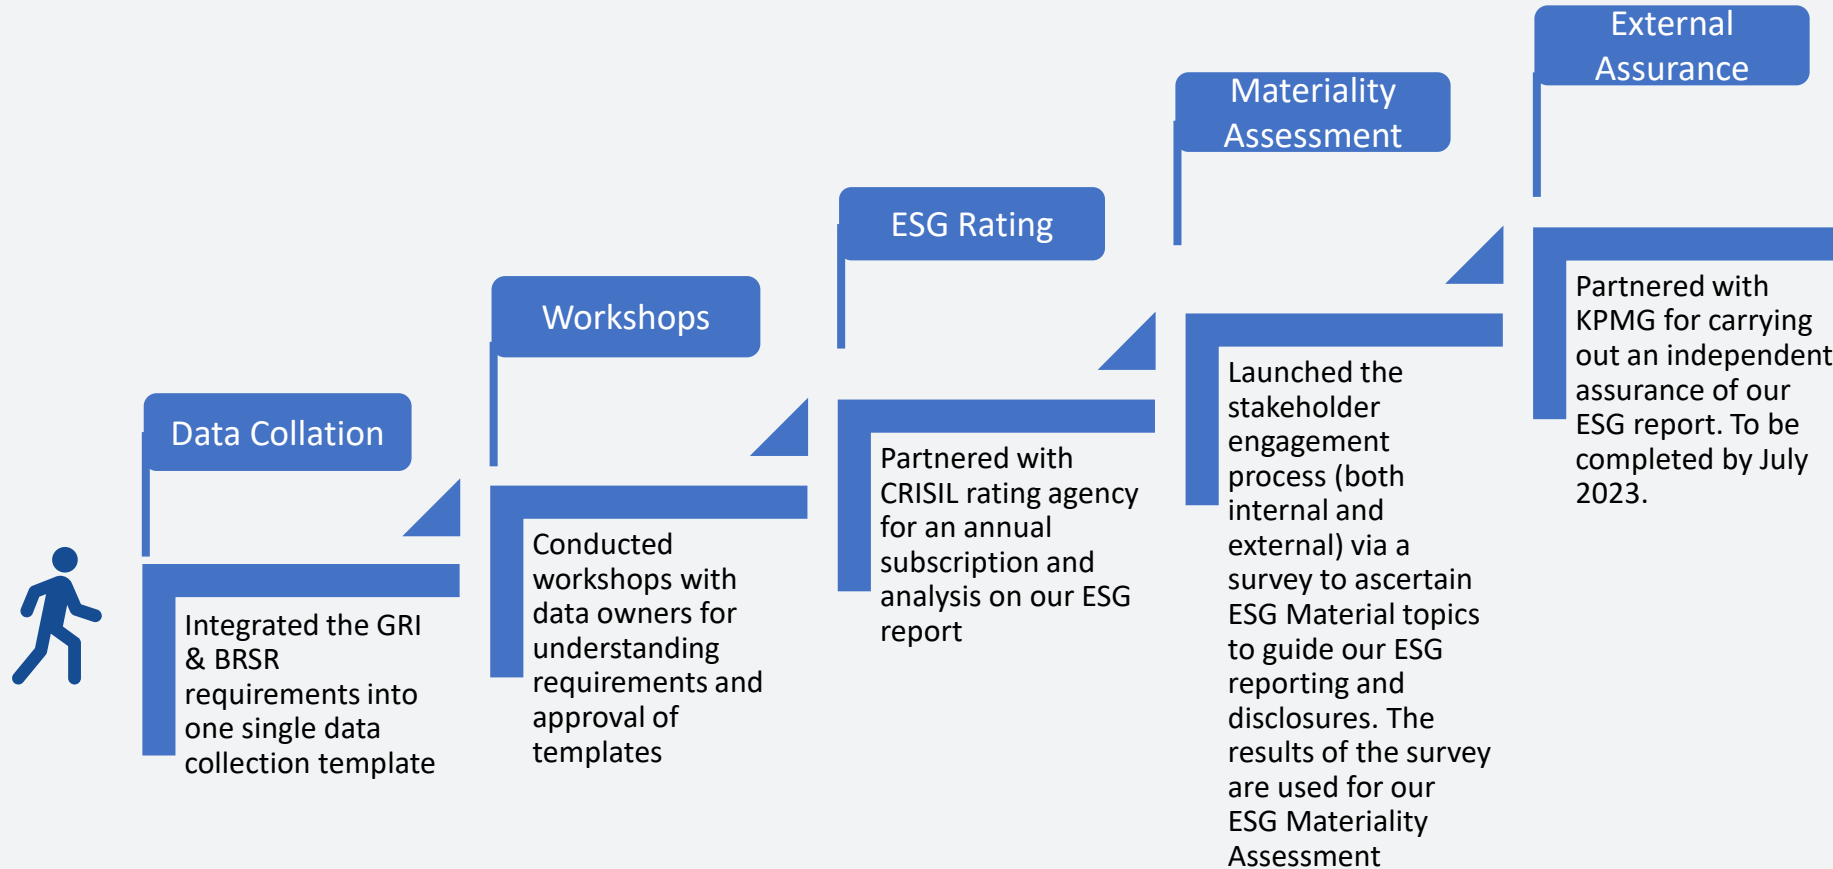 Data Collation
Integrated the GRI
& BRSR
requirements into
one single data
collection template
Workshops
Conducted
workshops with
data owners for
understanding
requirements and
approval of
templates
ESG Rating
Partnered with
CRISIL rating agency
for an annual
subscription and
analysis on our ESG
report
Materiality
Assessment
Launched the
stakeholder
engagement
process (both
internal and
external) via a
survey to ascertain
ESG Material topics
to guide our ESG
reporting and
disclosures. The
results of the survey
are used for our
ESG Materiality
Assessment
External
Assurance
Partnered with
KPMG for carrying
out an independent
assurance of our
ESG report. To be
completed by July
2023.